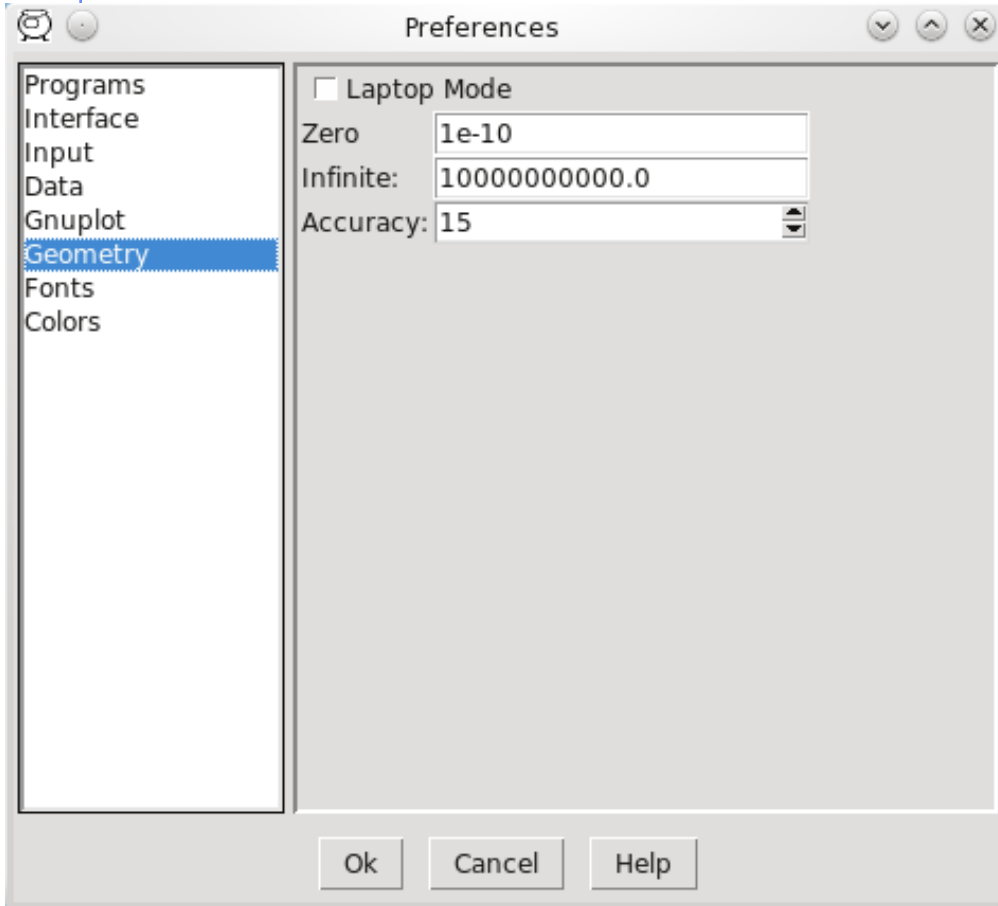 Preferences
Programs
Interface
Input
Data
Gnuplot
Geometry
Fonts
Colors
Laptop Mode
Zero 1e-10
Infinite: 10000000000.0
Accuracy: 15
Ok Cancel Help